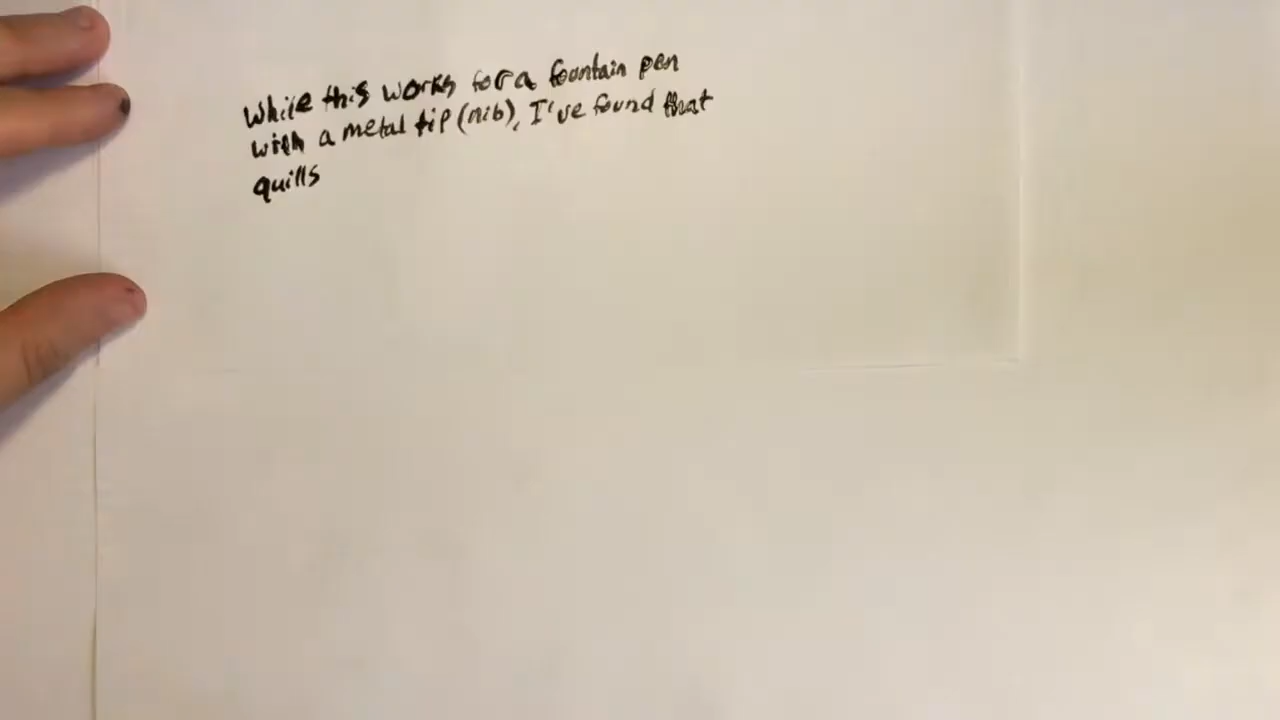 While this works for a fountain pen
with a metal tip (nib), I've found that
quills